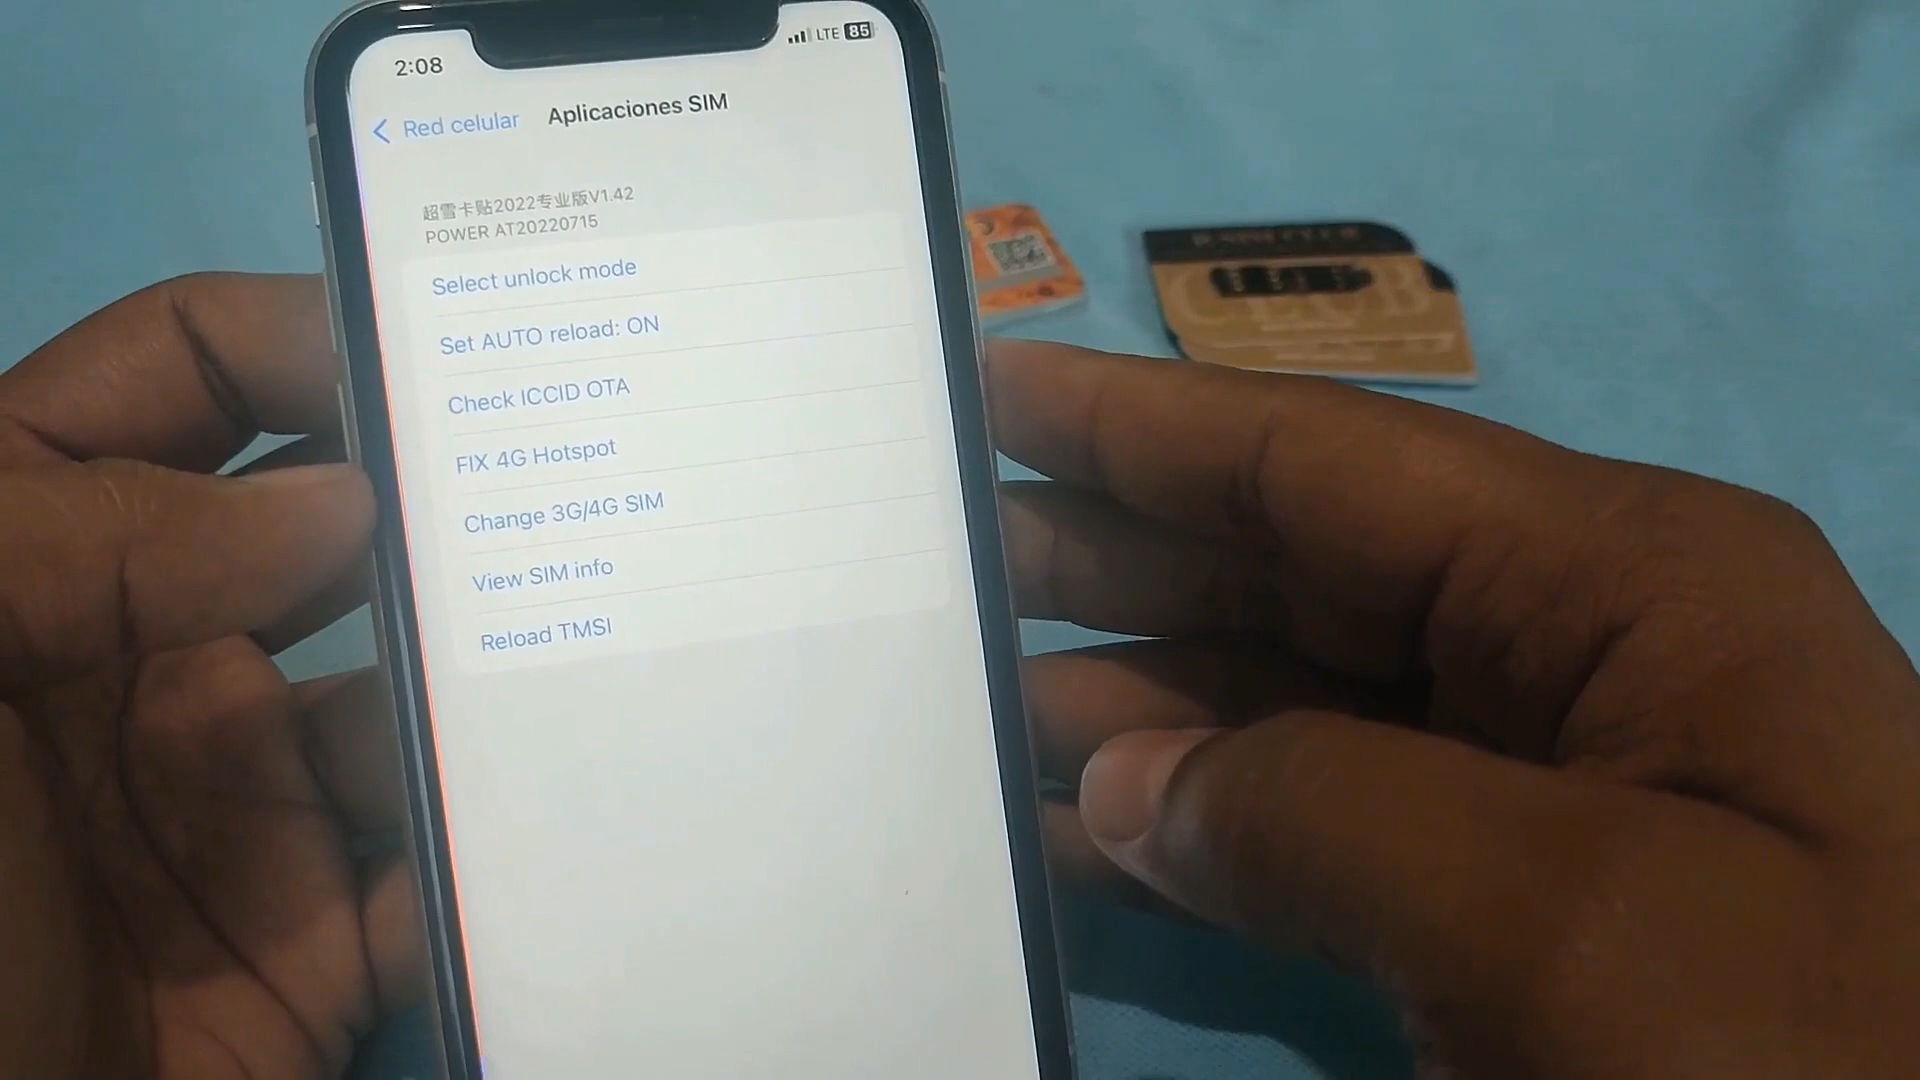 2:08
LTE 85
Red celular
Aplicaciones SIM
超雪卡贴2022专业版V1.42
POWER AT20220715
Select unlock mode
Set AUTO reload: ON
Check ICCID OTA
FIX 4G Hotspot
Change 3G/4G SIM
View SIM info
Reload TMSI
CLUB